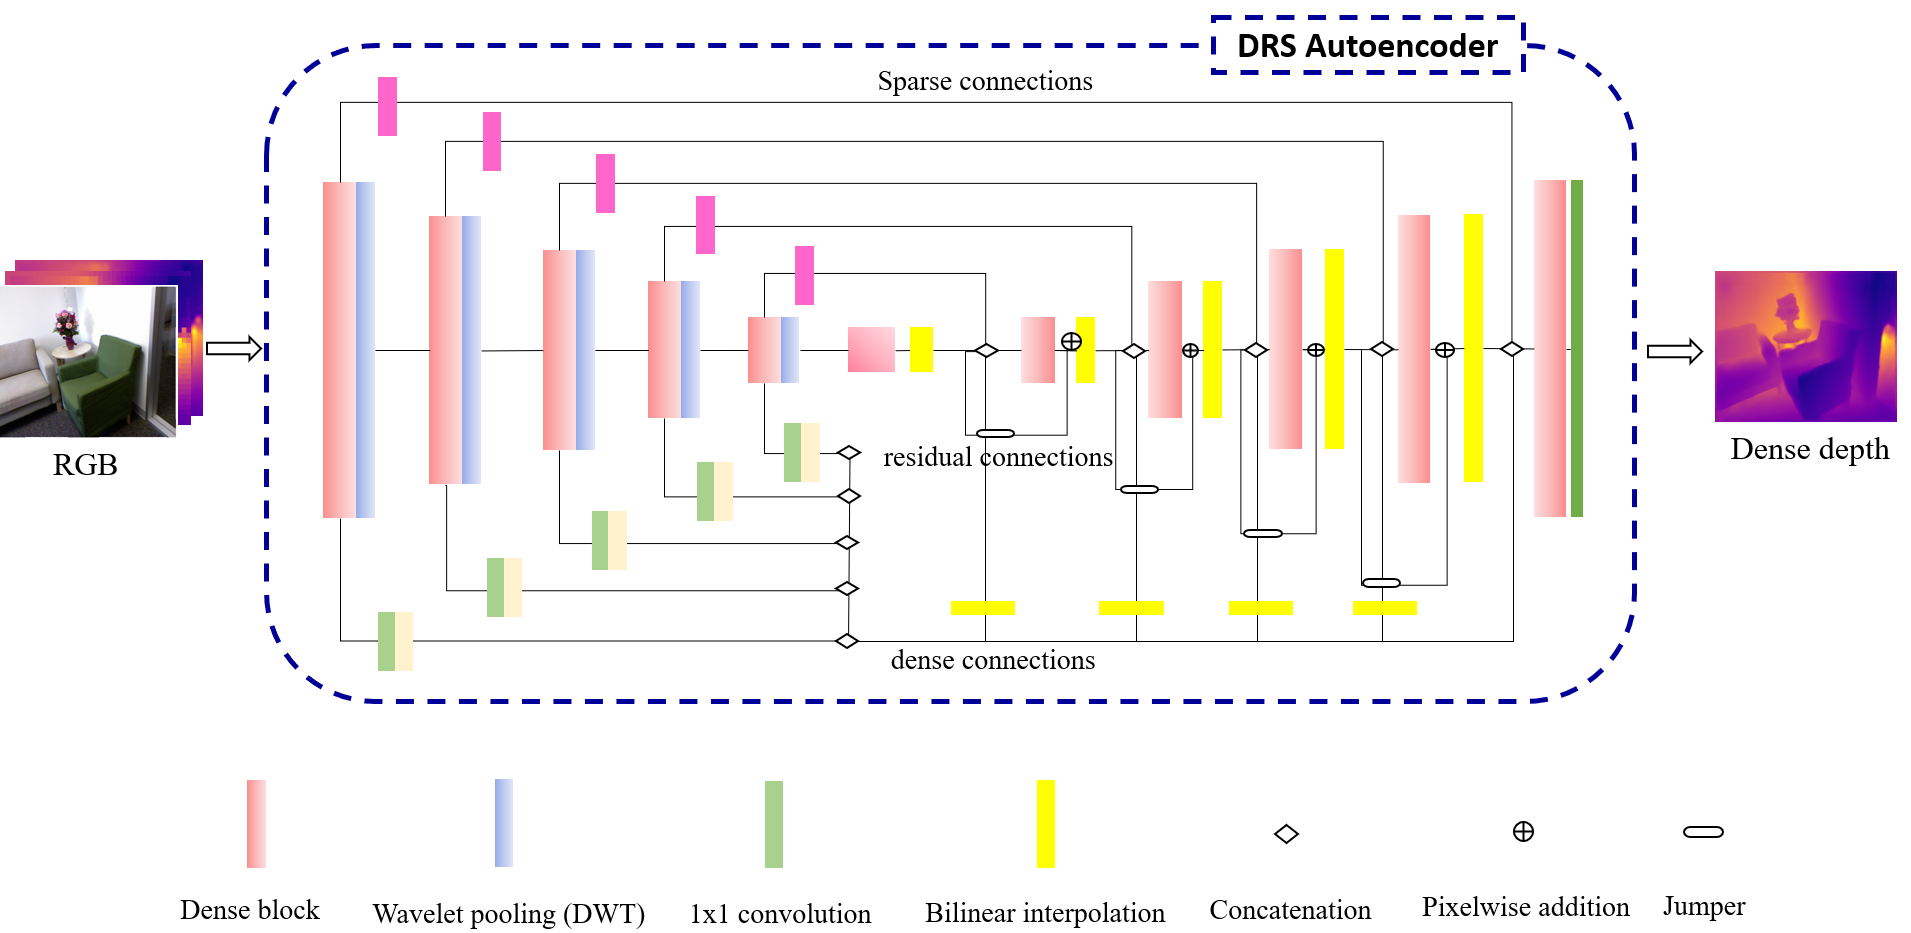 DRS Autoencoder
Sparse connections
RGB
Dense depth
residual connections
dense connections
Dense block
Wavelet pooling (DWT)
1x1 convolution
Bilinear interpolation
Concatenation
Pixelwise addition
Jumper